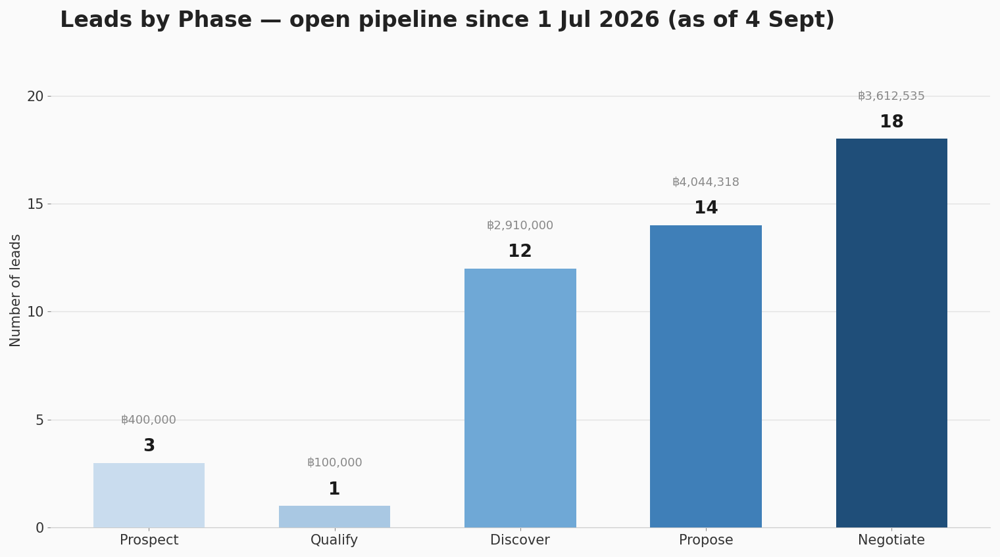 Leads by Phase — open pipeline since 1 Jul 2026 (as of 4 Sept)
Number of leads
20
15
10
5
0
฿400,000
3
฿100,000
1
฿2,910,000
12
฿4,044,318
14
฿3,612,535
18
Prospect
Qualify
Discover
Propose
Negotiate